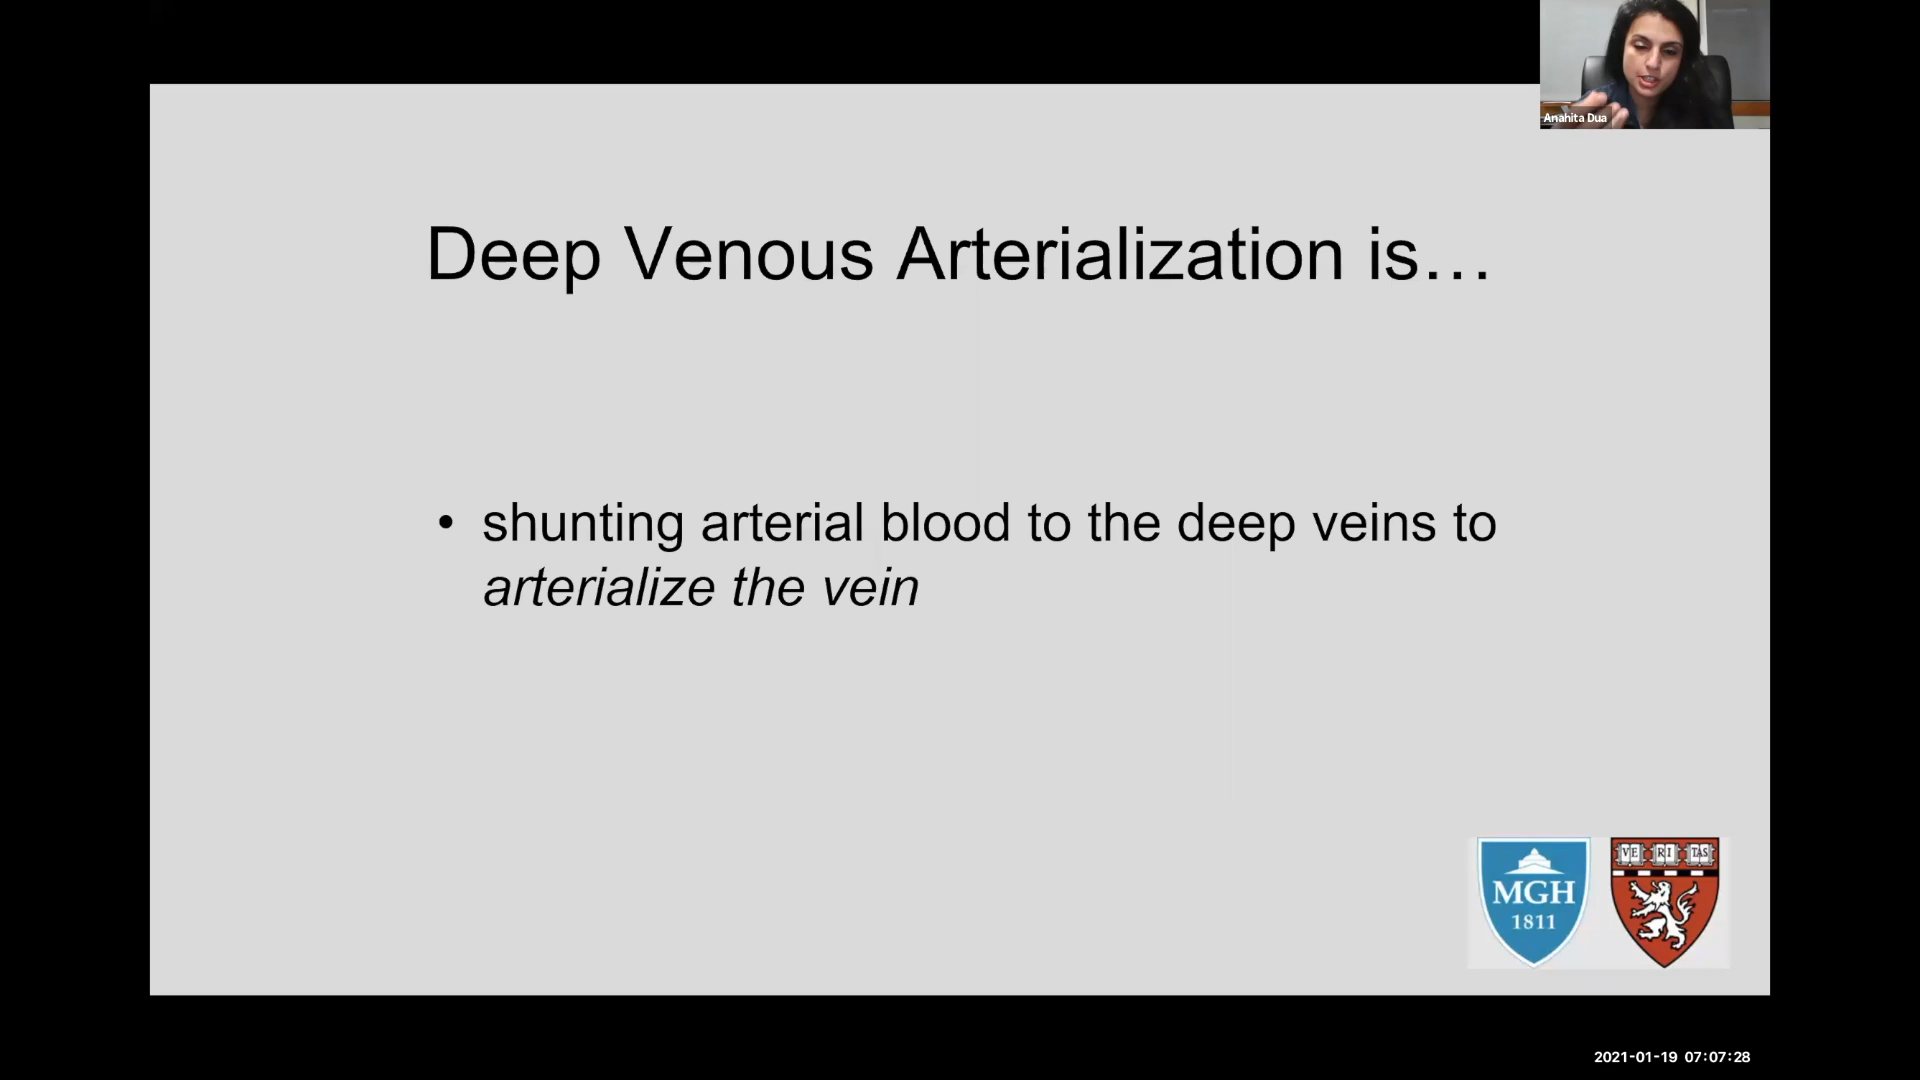 Anahita Dua
Deep Venous Arterialization is…
• shunting arterial blood to the deep veins to
arterialize the vein
MGH
1811
VE RI TAS
2021-01-19 07:07:28